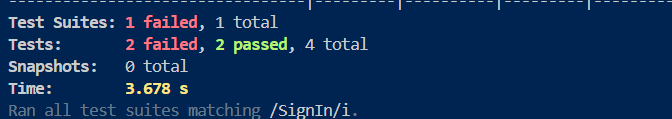 -------------------------------|---------|----------|---------|---------
Test Suites: 1 failed, 1 total
Tests:       2 failed, 2 passed, 4 total
Snapshots:   0 total
Time:        3.678 s
Ran all test suites matching /SignIn/i.